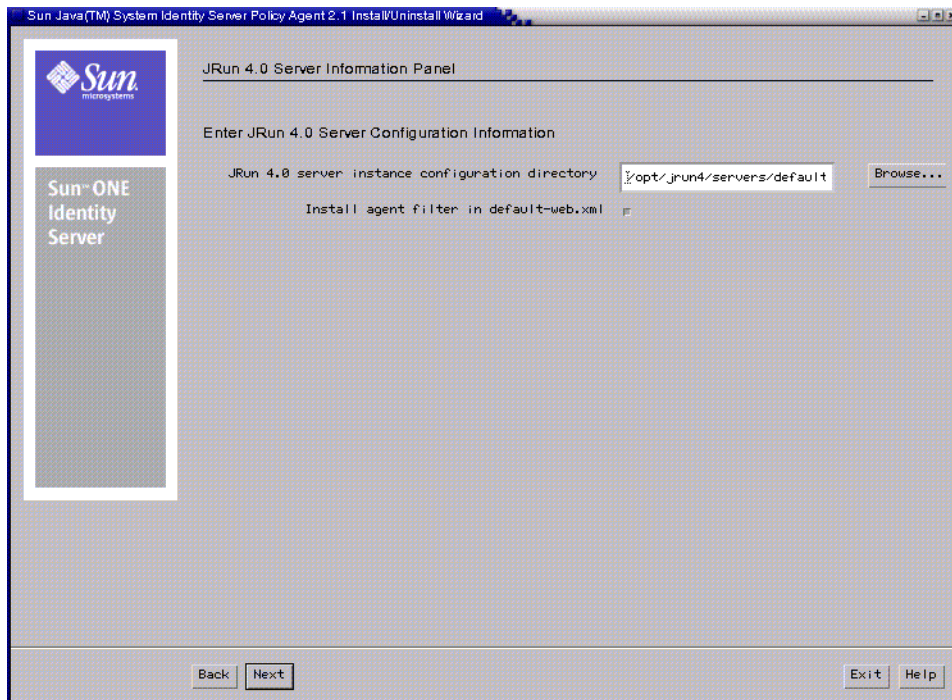 Sun Java(TM) System Identity Server Policy Agent 2.1 Install/Uninstall Wizard
Sun
microsystems
Sun™ ONE
Identity
Server
JRun 4.0 Server Information Panel
Enter JRun 4.0 Server Configuration Information
JRun 4.0 server instance configuration directory /opt/jrun4/servers/default Browse...
Install agent filter in default-web.xml
Back Next Exit Help